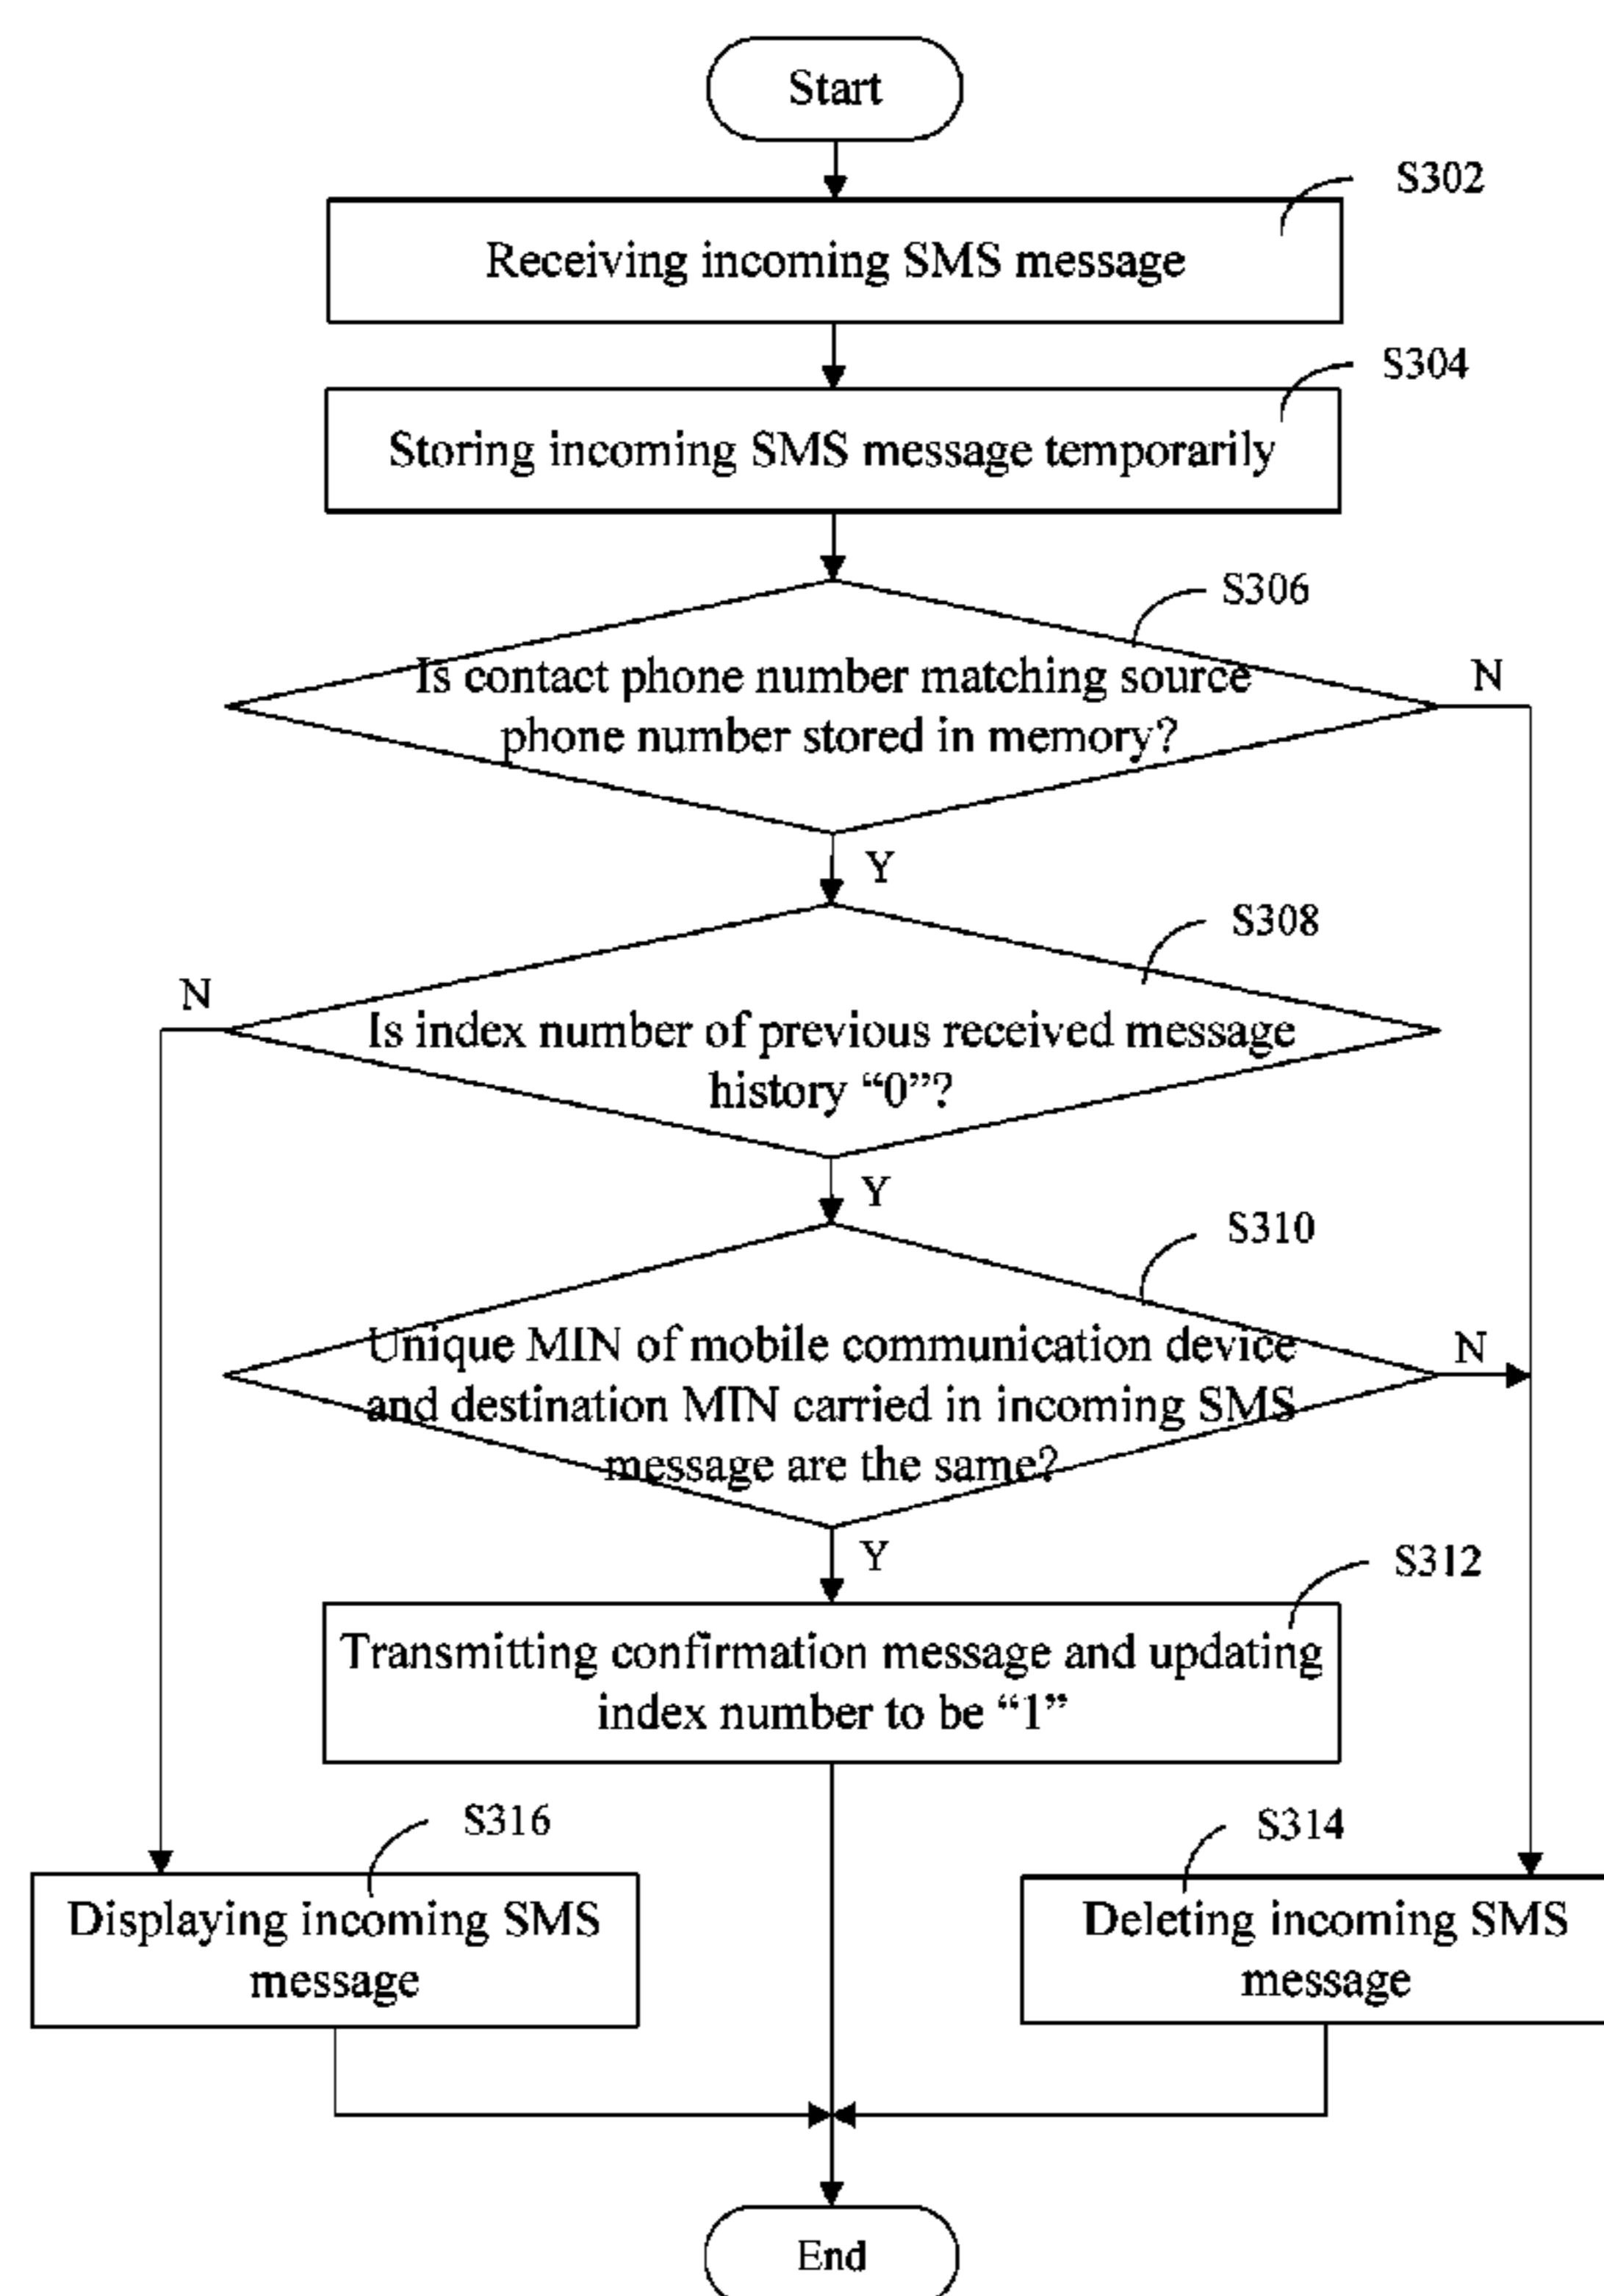 Start
S302
Receiving incoming SMS message
S304
Storing incoming SMS message temporarily
S306
Is contact phone number matching source
phone number stored in memory?
N
Y
S308
N
Is index number of previous received message
history “0”?
Y
S310
Unique MIN of mobile communication device
and destination MIN carried in incoming SMS
message are the same?
N
Y
S312
Transmitting confirmation message and updating
index number to be “1”
S316
Displaying incoming SMS
message
S314
Deleting incoming SMS
message
End